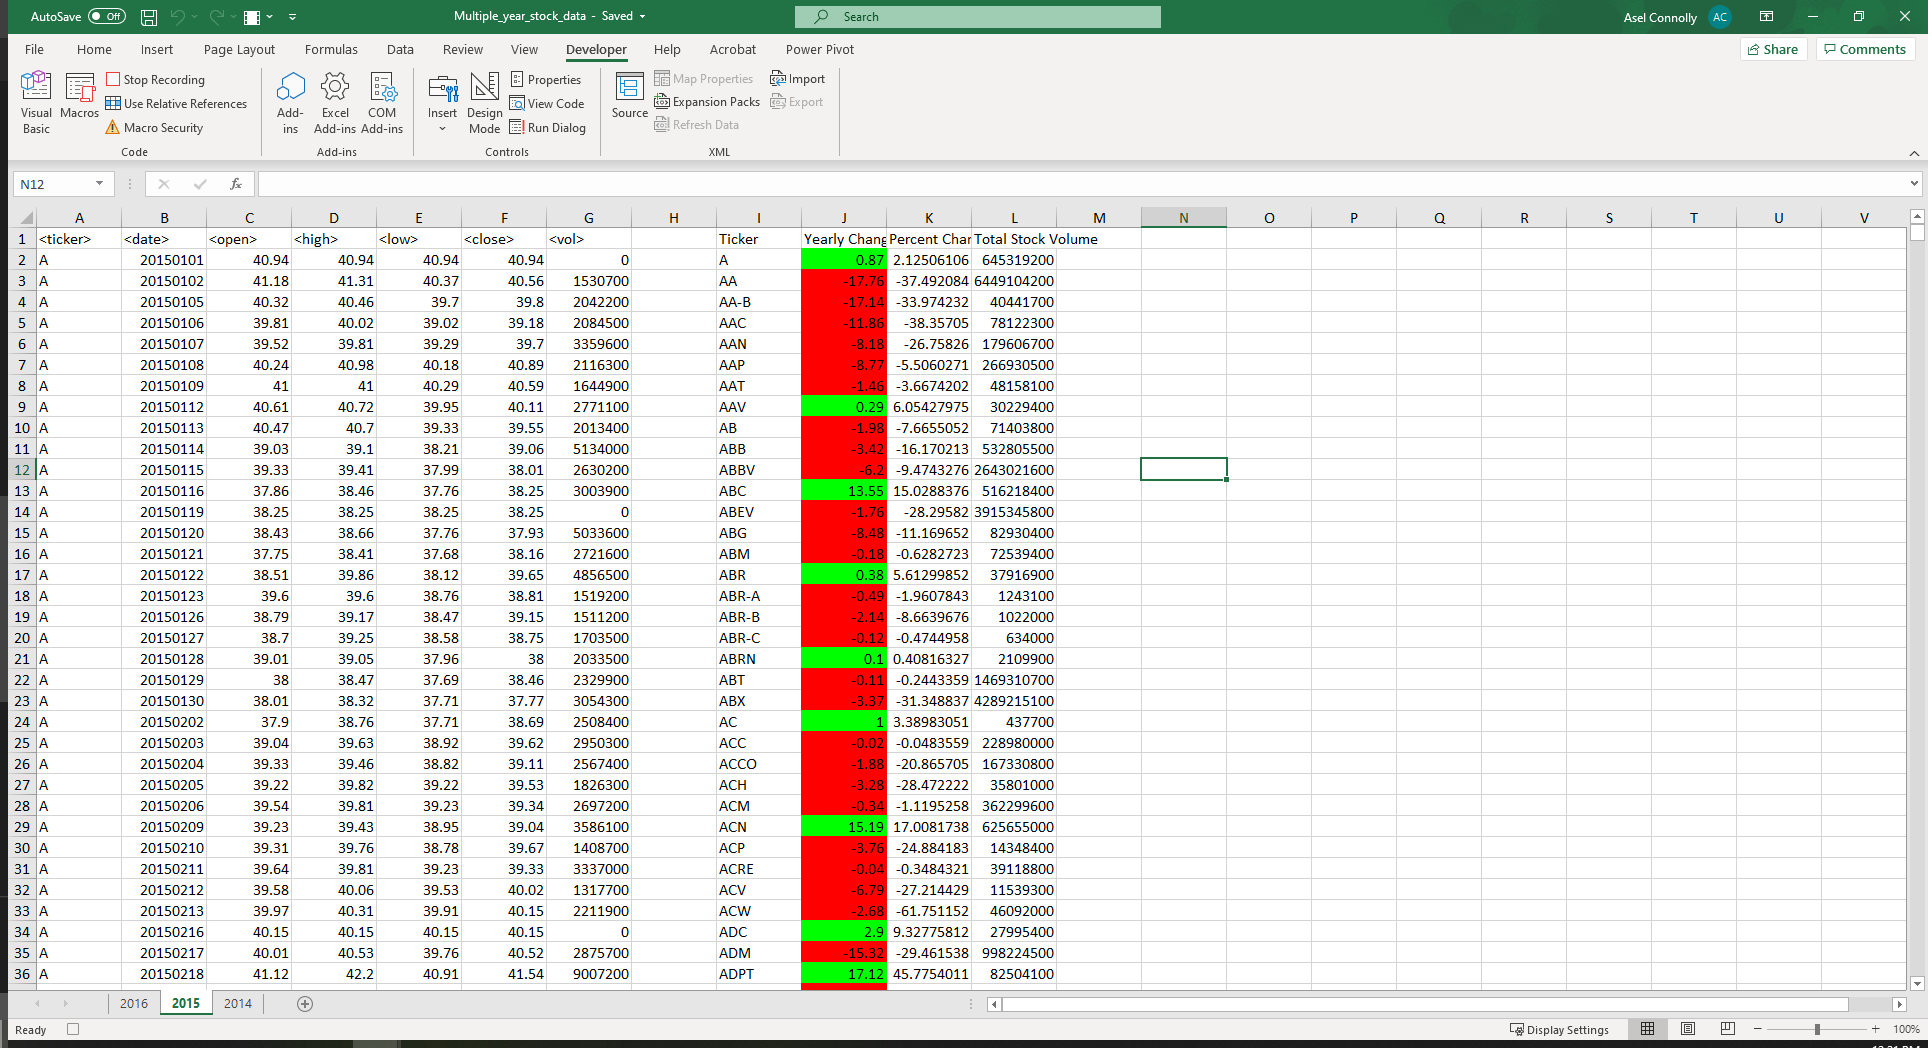 AutoSave Off Multiple_year_stock_data - Saved Search Asel Connolly AC
File Home Insert Page Layout Formulas Data Review View Developer Help Acrobat Power Pivot Share Comments
Visual Basic
Macros
Stop Recording
Use Relative References
Macro Security
Code
Add-ins
Excel Add-ins
COM Add-ins
Add-ins
Insert
Design Mode
Properties
View Code
Run Dialog
Controls
Source
Map Properties
Expansion Packs
Refresh Data
Import
Export
XML
N12 fx
A B C D E F G H I J K L M N O P Q R S T U V
1 <ticker> <date> <open> <high> <low> <close> <vol> Ticker Yearly Chang Percent Char Total Stock Volume
2 A 20150101 40.94 40.94 40.94 40.94 0 A 0.87 2.12506106 645319200
3 A 20150102 41.18 41.31 40.37 40.56 1530700 AA -17.76 -37.492084 6449104200
4 A 20150105 40.32 40.46 39.7 39.8 2042200 AA-B -17.14 -33.974232 40441700
5 A 20150106 39.81 40.02 39.02 39.18 2084500 AAC -11.86 -38.35705 78122300
6 A 20150107 39.52 39.81 39.29 39.7 3359600 AAN -8.18 -26.75826 179606700
7 A 20150108 40.24 40.98 40.18 40.89 2116300 AAP -8.77 -5.5060271 266930500
8 A 20150109 41 41 40.29 40.59 1644900 AAT -1.46 -3.6674202 48158100
9 A 20150112 40.61 40.72 39.95 40.11 2771100 AAV 0.29 6.05427975 30229400
10 A 20150113 40.47 40.7 39.33 39.55 2013400 AB -1.98 -7.6655052 71403800
11 A 20150114 39.03 39.1 38.21 39.06 5134000 ABB -3.42 -16.170213 532805500
12 A 20150115 39.33 39.41 37.99 38.01 2630200 ABBV -6.2 -9.4743276 2643021600
13 A 20150116 37.86 38.46 37.76 38.25 3003900 ABC 13.55 15.0288376 516218400
14 A 20150119 38.25 38.25 38.25 38.25 0 ABEV -1.76 -28.29582 3915345800
15 A 20150120 38.43 38.66 37.76 37.93 5033600 ABG -8.48 -11.169652 82930400
16 A 20150121 37.75 38.41 37.68 38.16 2721600 ABM -0.18 -0.6282723 72539400
17 A 20150122 38.51 39.86 38.12 39.65 4856500 ABR 0.38 5.61299852 37916900
18 A 20150123 39.6 39.6 38.76 38.81 1519200 ABR-A -0.49 -1.9607843 1243100
19 A 20150126 38.79 39.17 38.47 39.15 1511200 ABR-B -2.14 -8.6639676 1022000
20 A 20150127 38.7 39.25 38.58 38.75 1703500 ABR-C -0.12 -0.4744958 634000
21 A 20150128 39.01 39.05 37.96 38 2033500 ABRN 0.1 0.40816327 2109900
22 A 20150129 38 38.47 37.69 38.46 2329900 ABT -0.11 -0.2443359 1469310700
23 A 20150130 38.01 38.32 37.71 37.77 3054300 ABX -3.37 -31.348837 4289215100
24 A 20150202 37.9 38.76 37.71 38.69 2508400 AC 1 3.38983051 437700
25 A 20150203 39.04 39.63 38.92 39.62 2950300 ACC -0.02 -0.0483559 228980000
26 A 20150204 39.33 39.46 38.82 39.11 2567400 ACCO -1.88 -20.865705 167330800
27 A 20150205 39.22 39.82 39.22 39.53 1826300 ACH -3.28 -28.472222 35801000
28 A 20150206 39.54 39.81 39.23 39.34 2697200 ACM -0.34 -1.1195258 362299600
29 A 20150209 39.23 39.43 38.95 39.04 3586100 ACN 15.19 17.0081738 625655000
30 A 20150210 39.31 39.76 38.78 39.67 1408700 ACP -3.76 -24.884183 14348400
31 A 20150211 39.64 39.81 39.23 39.33 3337000 ACRE -0.04 -0.3484321 39118800
32 A 20150212 39.58 40.06 39.53 40.02 1317700 ACV -6.79 -27.214429 11539300
33 A 20150213 39.97 40.31 39.91 40.15 2211900 ACW -2.68 -61.751152 46092000
34 A 20150216 40.15 40.15 40.15 40.15 0 ADC 2.9 9.32775812 27995400
35 A 20150217 40.01 40.53 39.76 40.52 2875700 ADM -15.32 -29.461538 998224500
36 A 20150218 41.12 42.2 40.91 41.54 9007200 ADPT 17.12 45.7754011 82504100
2016 2015 2014
Ready Display Settings 100%